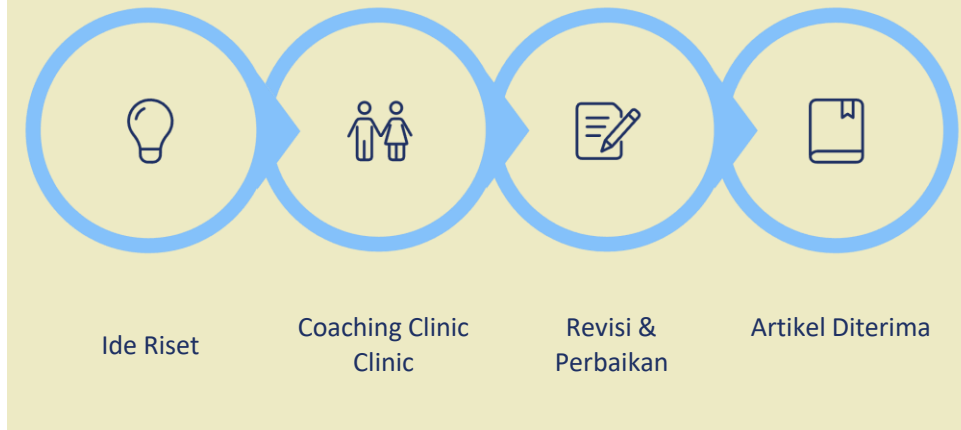 Ide Riset
Coaching Clinic
Clinic
Revisi &
Perbaikan
Artikel Diterima